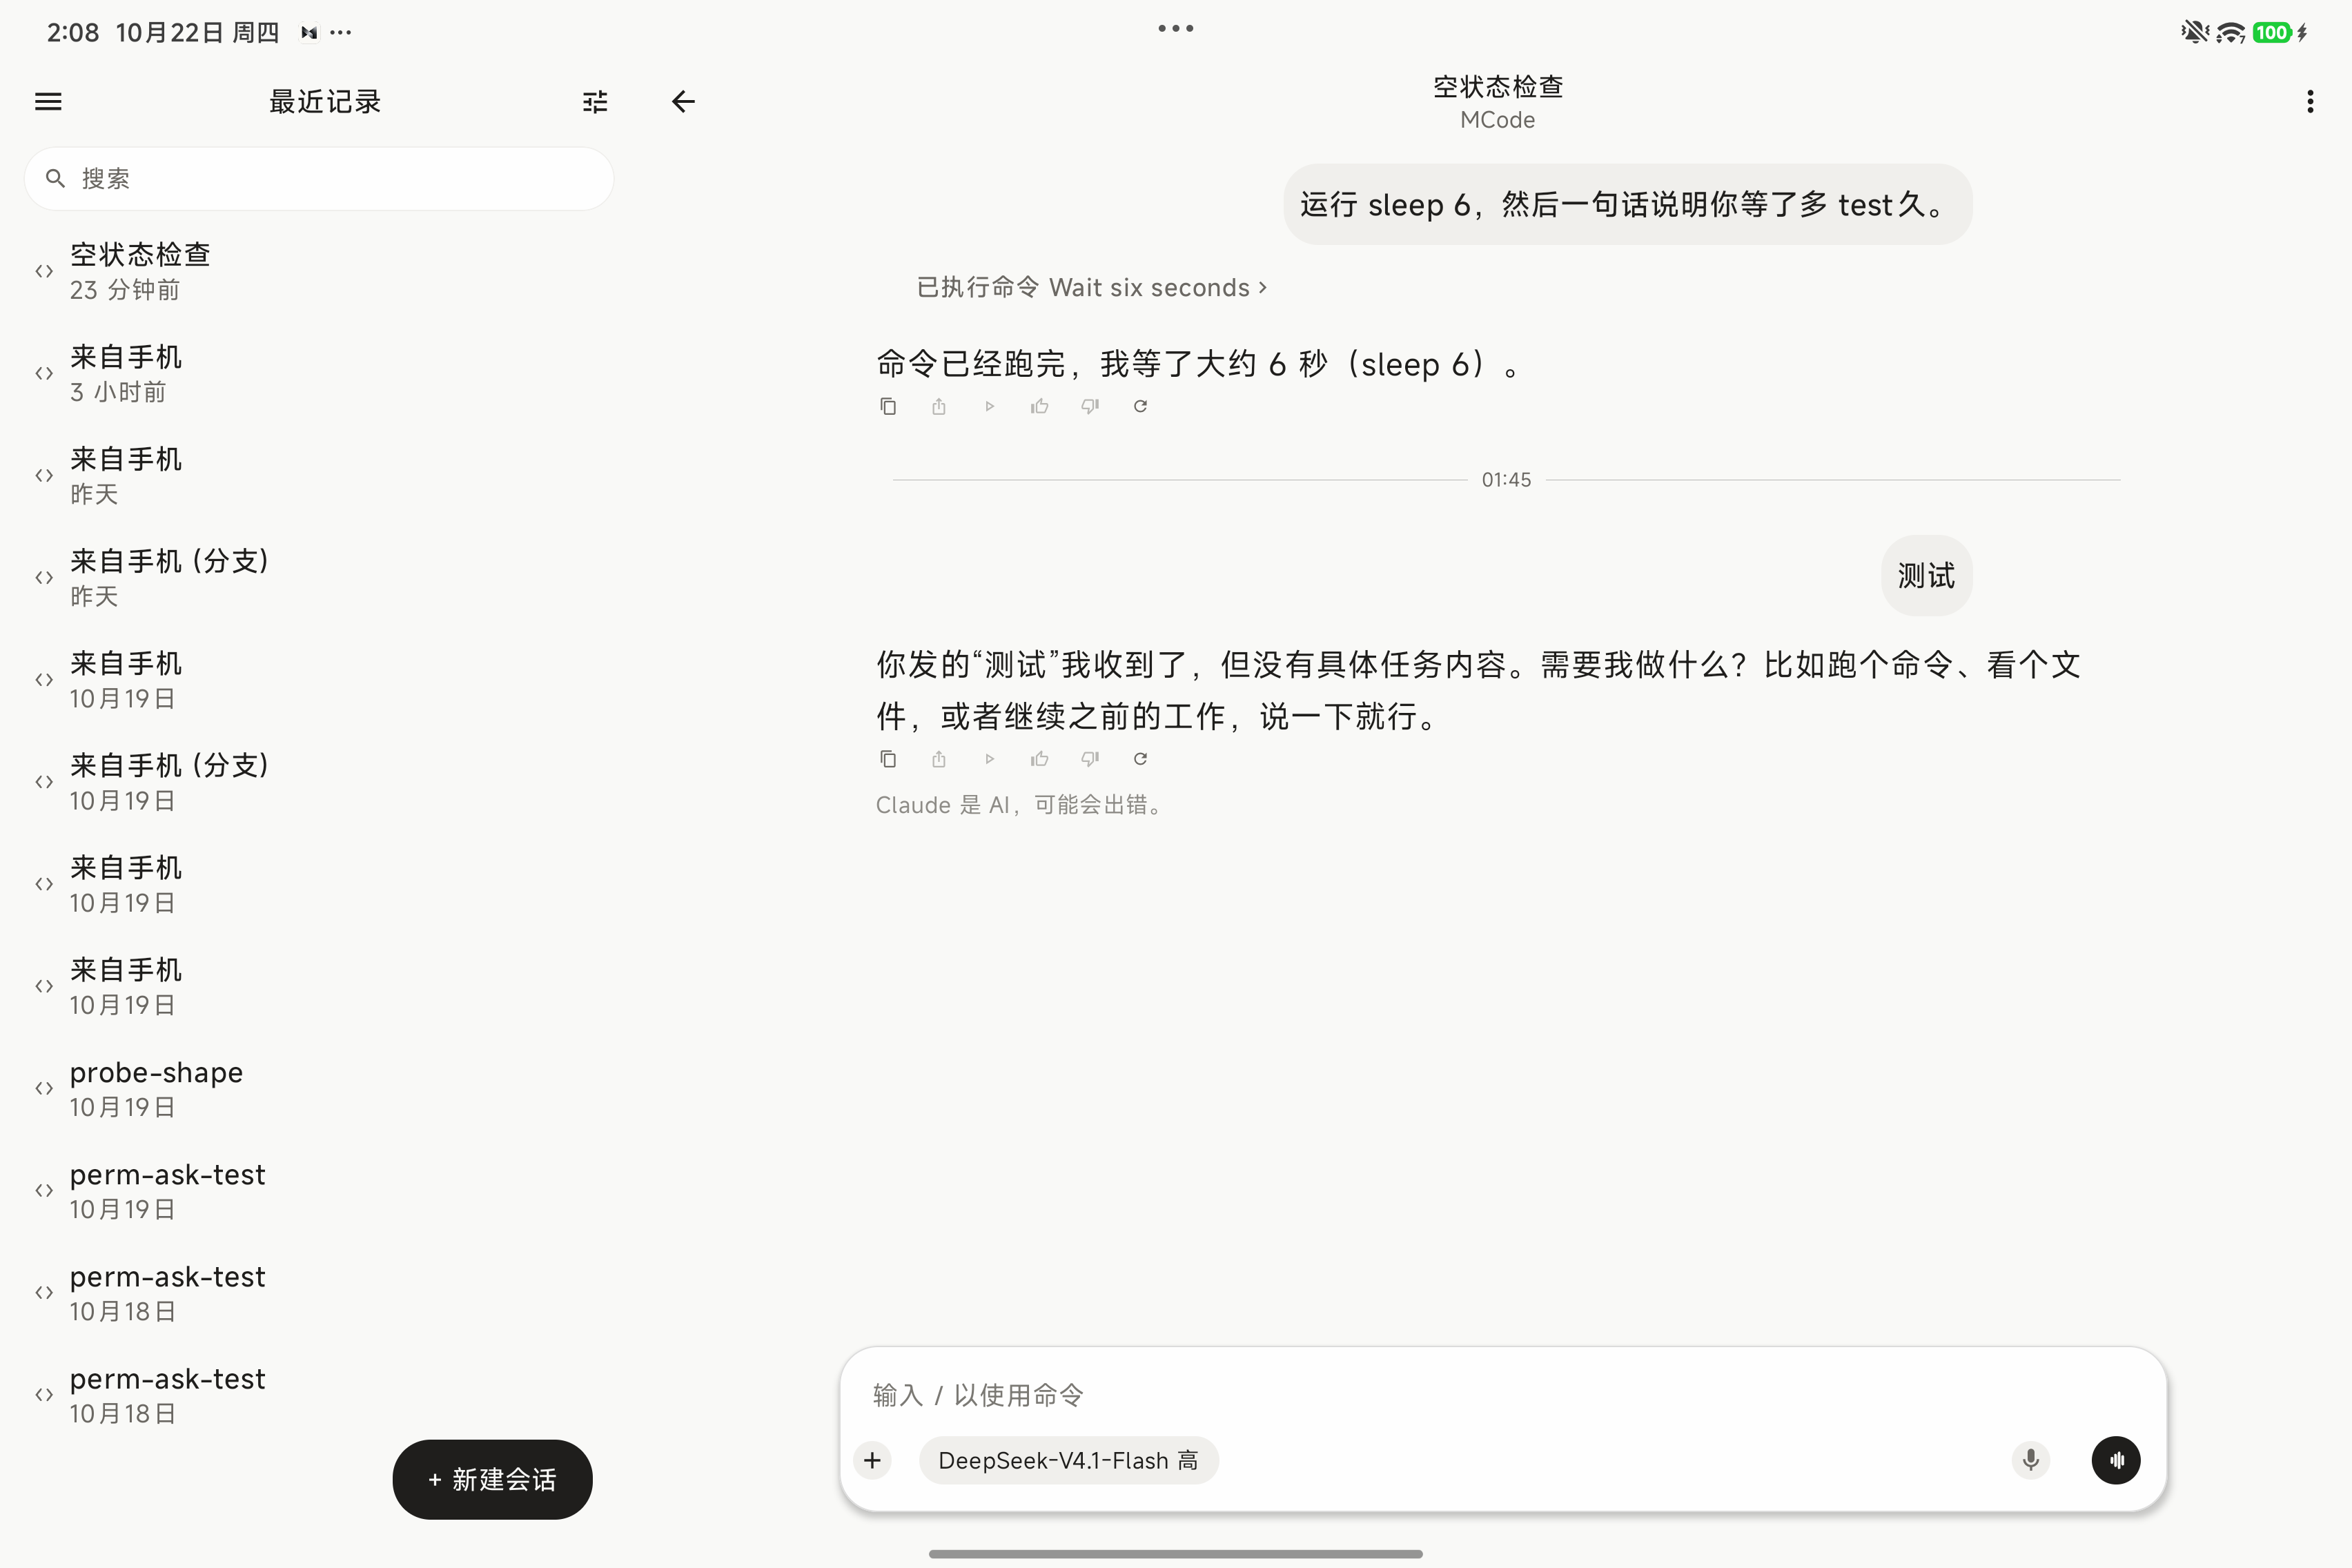 2:08 10月22日 周四
100
最近记录
搜索
空状态检查
23 分钟前
来自手机
3 小时前
来自手机
昨天
来自手机 (分支)
昨天
来自手机
10月19日
来自手机 (分支)
10月19日
来自手机
10月19日
来自手机
10月19日
probe-shape
10月19日
perm-ask-test
10月19日
perm-ask-test
10月18日
perm-ask-test
10月18日
+ 新建会话
空状态检查
MCode
运行 sleep 6，然后一句话说明你等了多 test久。
已执行命令 Wait six seconds ›
命令已经跑完，我等了大约 6 秒（sleep 6）。
01:45
测试
你发的“测试”我收到了，但没有具体任务内容。需要我做什么？比如跑个命令、看个文
件，或者继续之前的工作，说一下就行。
Claude 是 AI，可能会出错。
输入 / 以使用命令
DeepSeek-V4.1-Flash 高